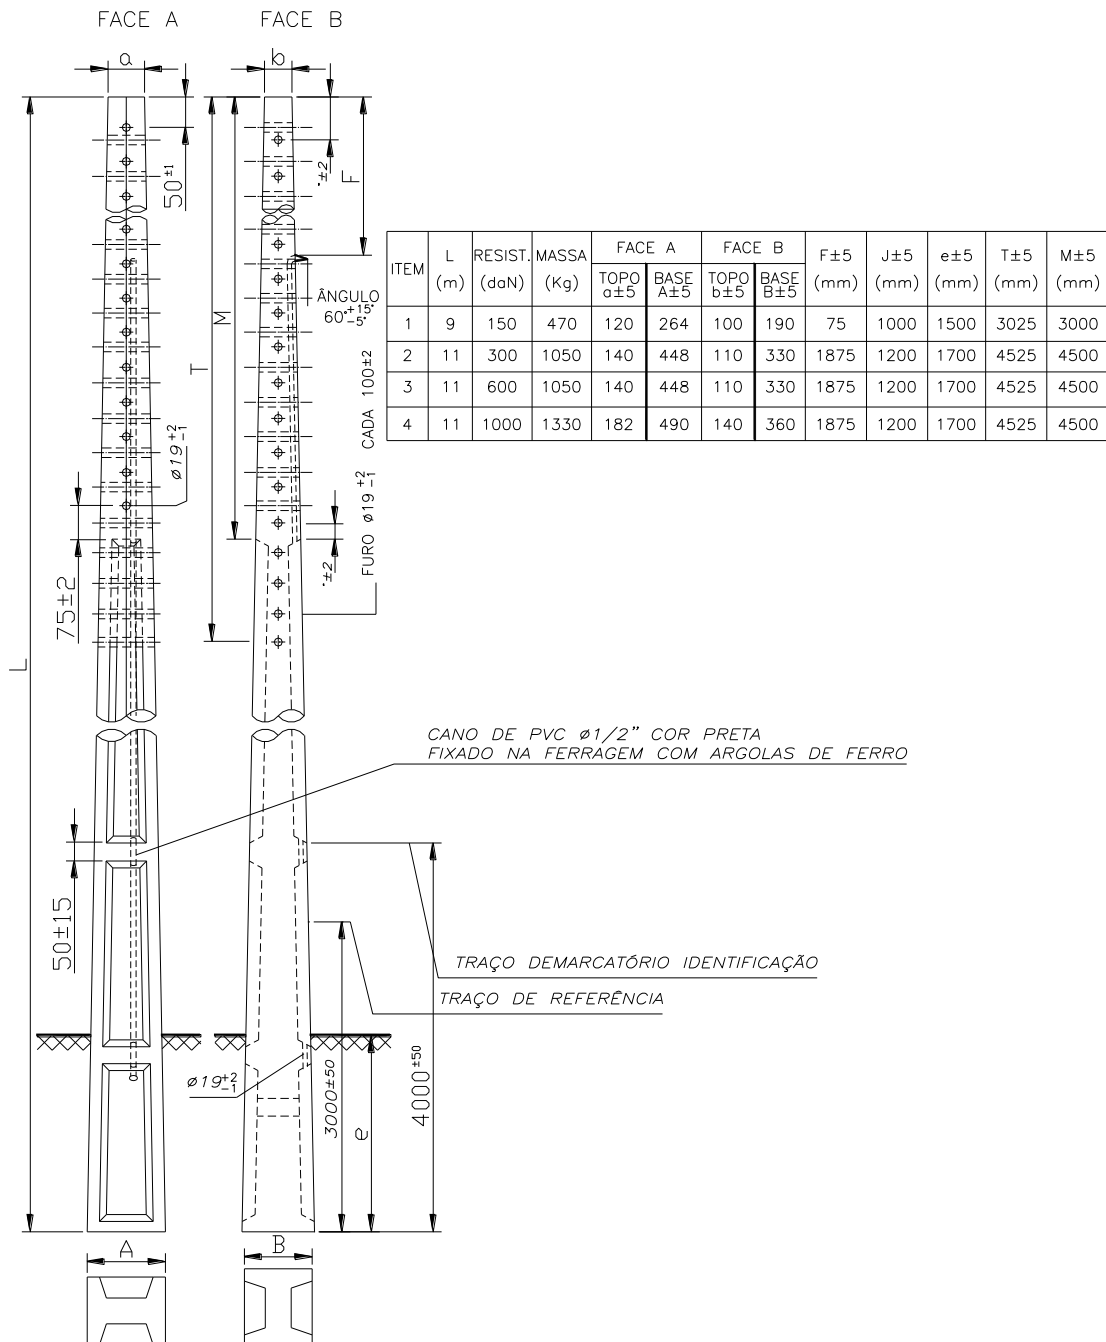 FACE A
FACE B
a
b
50±1
·±2
F
M
T
L
ÂNGULO
60°+15°
-5°
FURO ø19 +2 -1 CADA 100±2
ø19 +2 -1
75±2
·±2
ITEM L (m) RESIST. (daN) MASSA (Kg) FACE A FACE B F±5 (mm) J±5 (mm) e±5 (mm) T±5 (mm) M±5 (mm)
TOPO a±5 BASE A±5 TOPO b±5 BASE B±5
1 9 150 470 120 264 100 190 75 1000 1500 3025 3000
2 11 300 1050 140 448 110 330 1875 1200 1700 4525 4500
3 11 600 1050 140 448 110 330 1875 1200 1700 4525 4500
4 11 1000 1330 182 490 140 360 1875 1200 1700 4525 4500
CANO DE PVC ø1/2" COR PRETA
FIXADO NA FERRAGEM COM ARGOLAS DE FERRO
50±15
TRAÇO DEMARCATÓRIO IDENTIFICAÇÃO
TRAÇO DE REFERÊNCIA
ø19 +2 -1
3000±50
e
4000±50
A
B